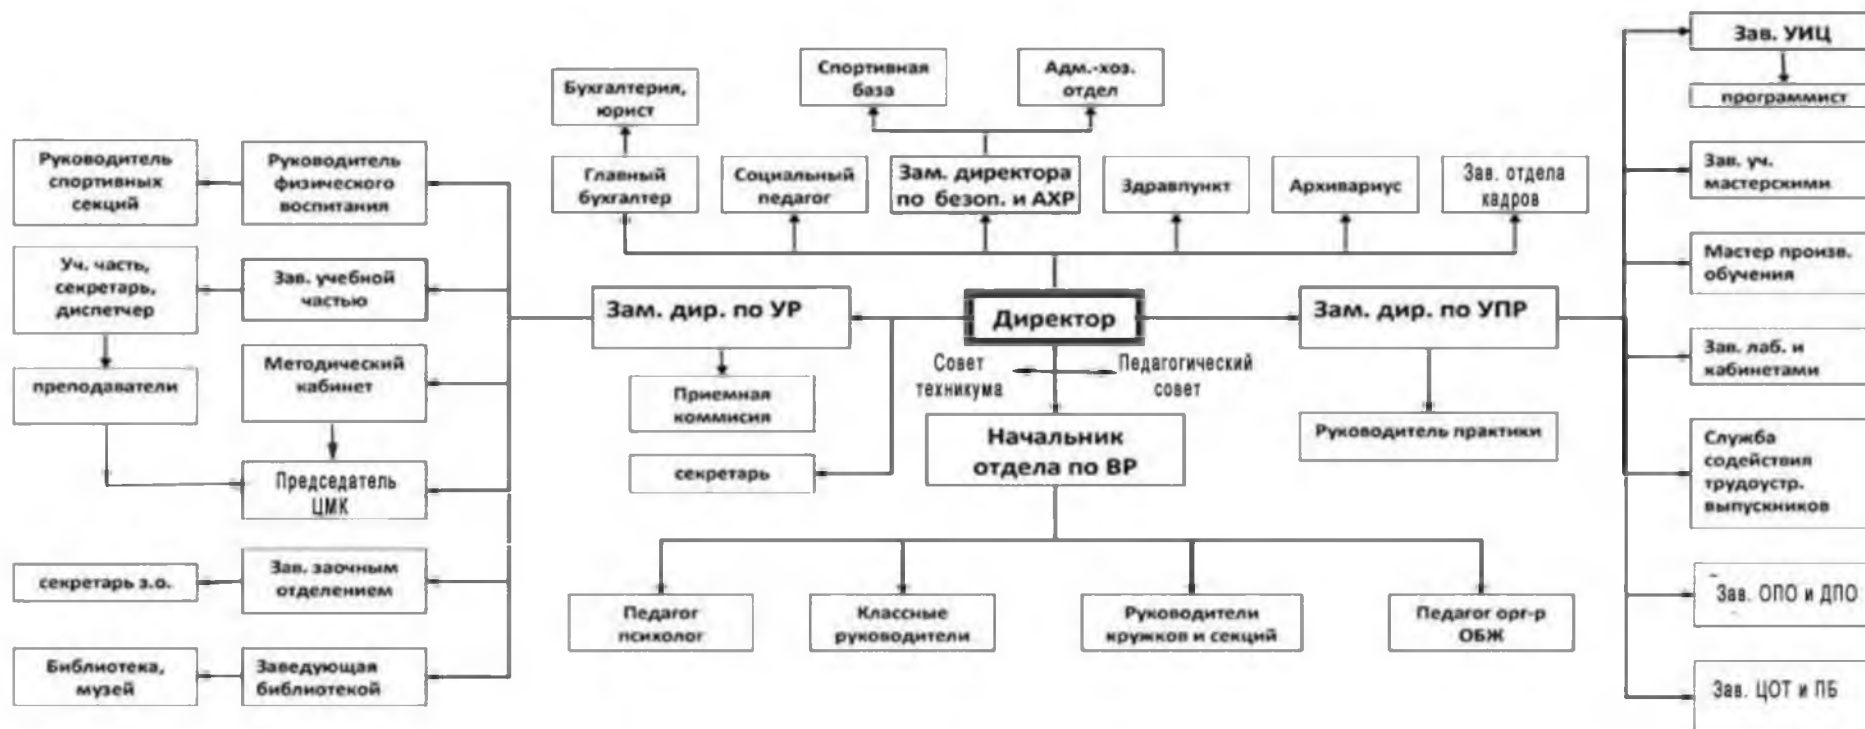 Зав. УИЦ
программист
Зав. уч.
мастерскими
Мастер произв.
обучения
Зав. лаб. и
кабинетами
Служба
содействия
трудоустр.
выпускников
Зав. ОПО и ДПО
Зав. ЦОТ и ПБ
Спортивная
база
Адм.-хоз.
отдел
Бухгалтерия,
юрист
Главный
бухгалтер
Социальный
педагог
Зам. директора
по безоп. и АХР
Здравпункт
Архивариус
Зав. отдела
кадров
Руководитель
спортивных
секций
Руководитель
физического
воспитания
Уч. часть,
секретарь,
диспетчер
Зав. учебной
частью
преподаватели
Методический
кабинет
Председатель
ЦМК
секретарь з.о.
Зав. заочным
отделением
Библиотека,
музей
Заведующая
библиотекой
Зам. дир. по УР
Директор
Зам. дир. по УПР
Приемная
коммисия
секретарь
Совет
техникума
Педагогический
совет
Начальник
отдела по ВР
Руководитель практики
Педагог
психолог
Классные
руководители
Руководители
кружков и секций
Педагог орг-р
ОБЖ